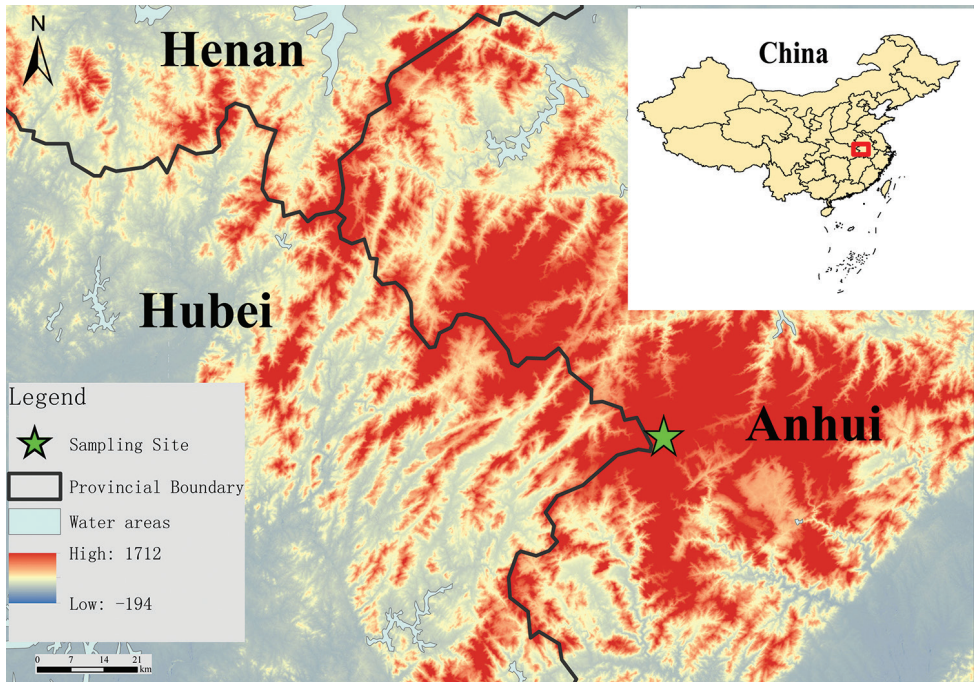 N
Henan
China
Hubei
Anhui
Legend
Sampling Site
Provincial Boundary
Water areas
High: 1712
Low: -194
0 7 14 21
km